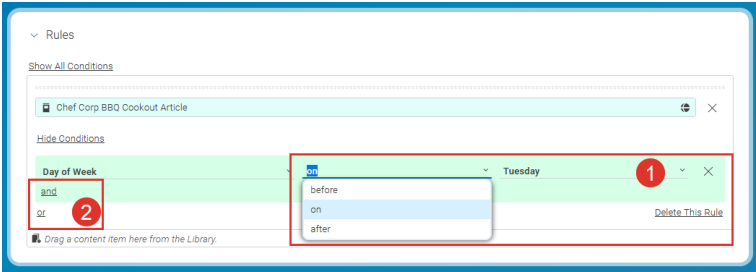 Rules
Show All Conditions
Chef Corp BBQ Cookout Article
Hide Conditions
Day of Week on Tuesday 1
and
before
or 2
on
Delete This Rule
after
Drag a content item here from the Library.